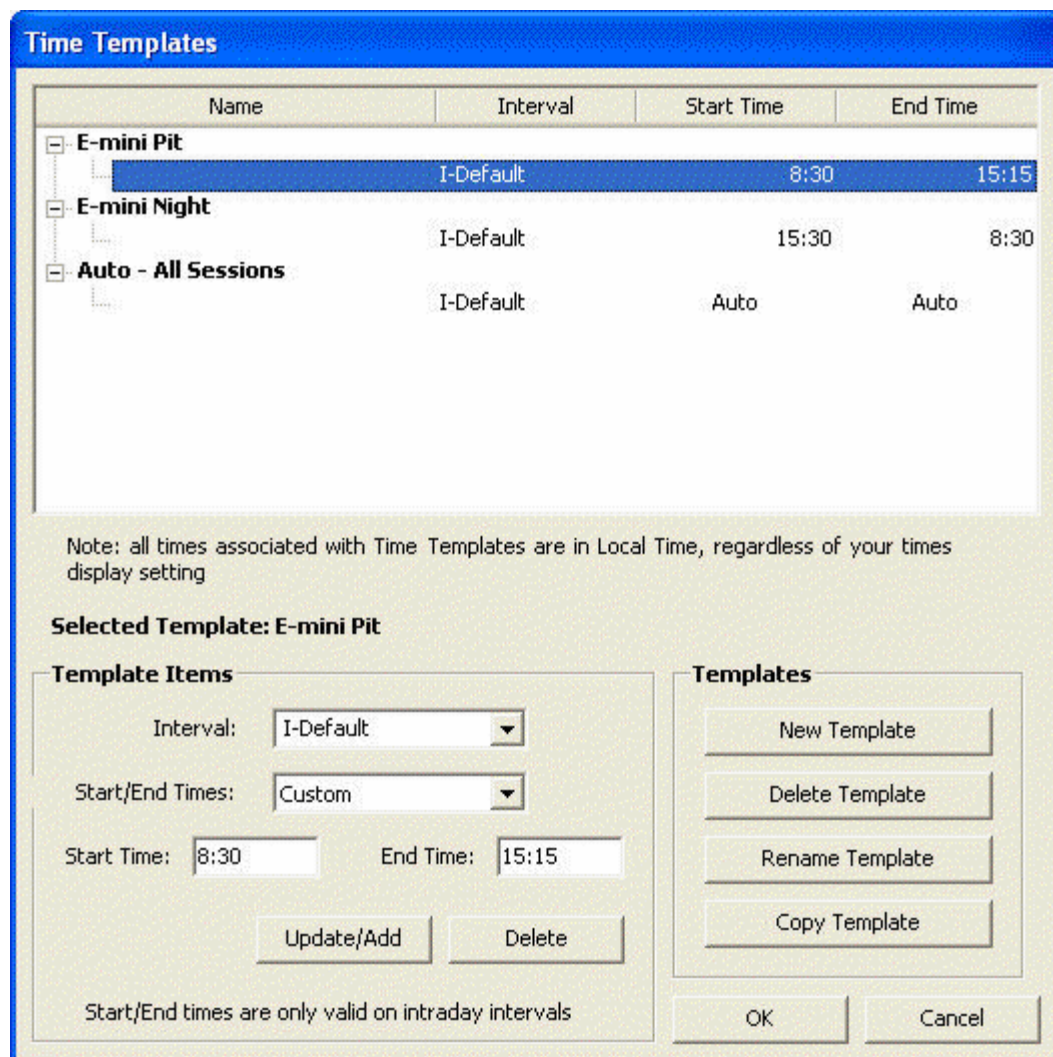 Time Templates
Name Interval Start Time End Time
E-mini Pit
I-Default 8:30 15:15
E-mini Night
I-Default 15:30 8:30
Auto - All Sessions
I-Default Auto Auto
Note: all times associated with Time Templates are in Local Time, regardless of your times
display setting
Selected Template: E-mini Pit
Template Items
Interval: I-Default
Start/End Times: Custom
Start Time: 8:30 End Time: 15:15
Update/Add Delete
Start/End times are only valid on intraday intervals
Templates
New Template
Delete Template
Rename Template
Copy Template
OK Cancel